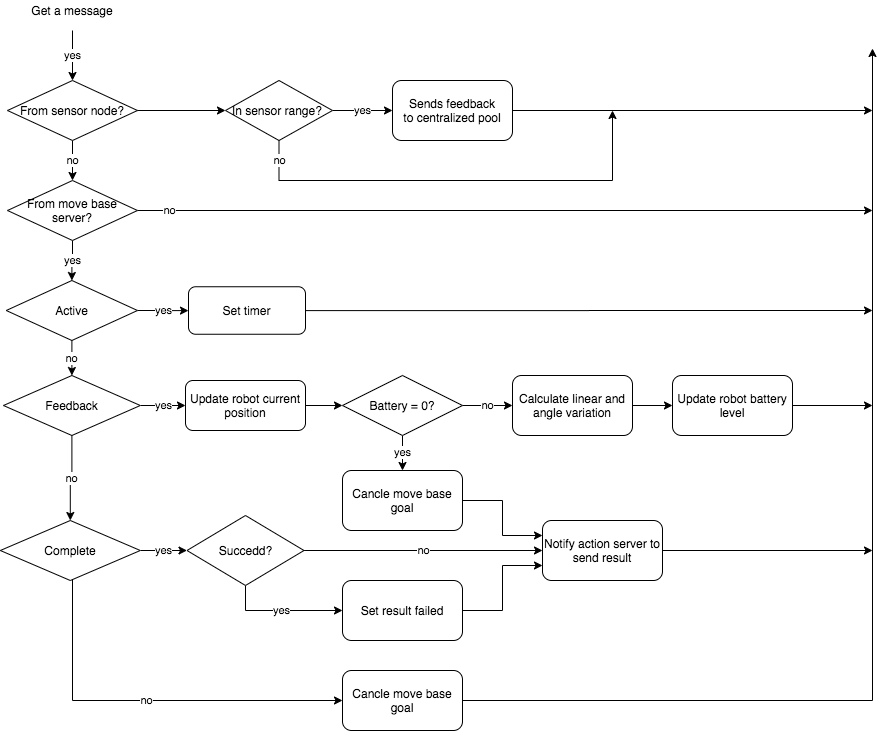 Get a message
yes
From sensor node?
In sensor range?
yes
Sends feedback
to centralized pool
no
no
From move base
server?
no
yes
Active
yes
Set timer
no
Feedback
yes
Update robot current
position
Battery = 0?
no
Calculate linear and
angle variation
Update robot battery
level
yes
no
Cancle move base
goal
Complete
yes
Succedd?
no
Notify action server to
send result
yes
Set result failed
no
Cancle move base
goal